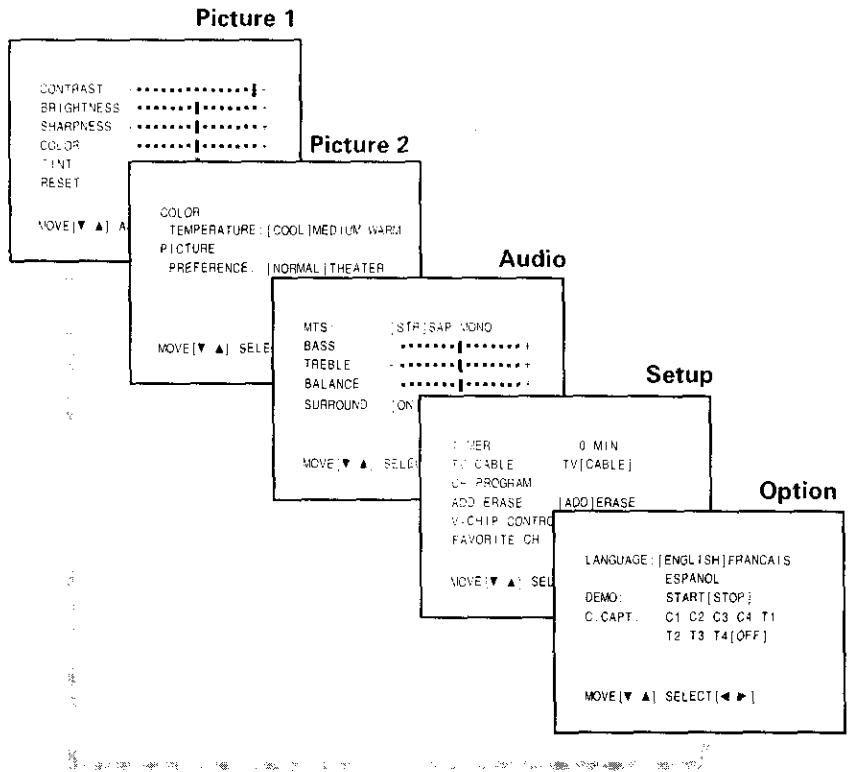 Picture 1
CONTRAST - +
BRIGHTNESS - +
SHARPNESS - +
COLOR - +
TINT
RESET
MOVE[▼ ▲] A
Picture 2
COLOR
TEMPERATURE:[COOL]MEDIUM WARM
PICTURE
PREFERENCE: [NORMAL]THEATER
MOVE[▼ ▲] SELE
Audio
MTS: [STR]SAP MONO
BASS - +
TREBLE - +
BALANCE - +
SURROUND [ON]
MOVE[▼ ▲] SELEC
Setup
TIMER 0 MIN
TV CABLE TV[CABLE]
CH PROGRAM
ADD ERASE [ADD]ERASE
V-CHIP CONTRO
FAVORITE CH
MOVE[▼ ▲] SEL
Option
LANGUAGE:[ENGLISH]FRANCAIS
ESPANOL
DEMO: START[STOP]
C.CAPT. C1 C2 C3 C4 T1
T2 T3 T4[OFF]
MOVE[▼ ▲] SELECT[◀ ▶]